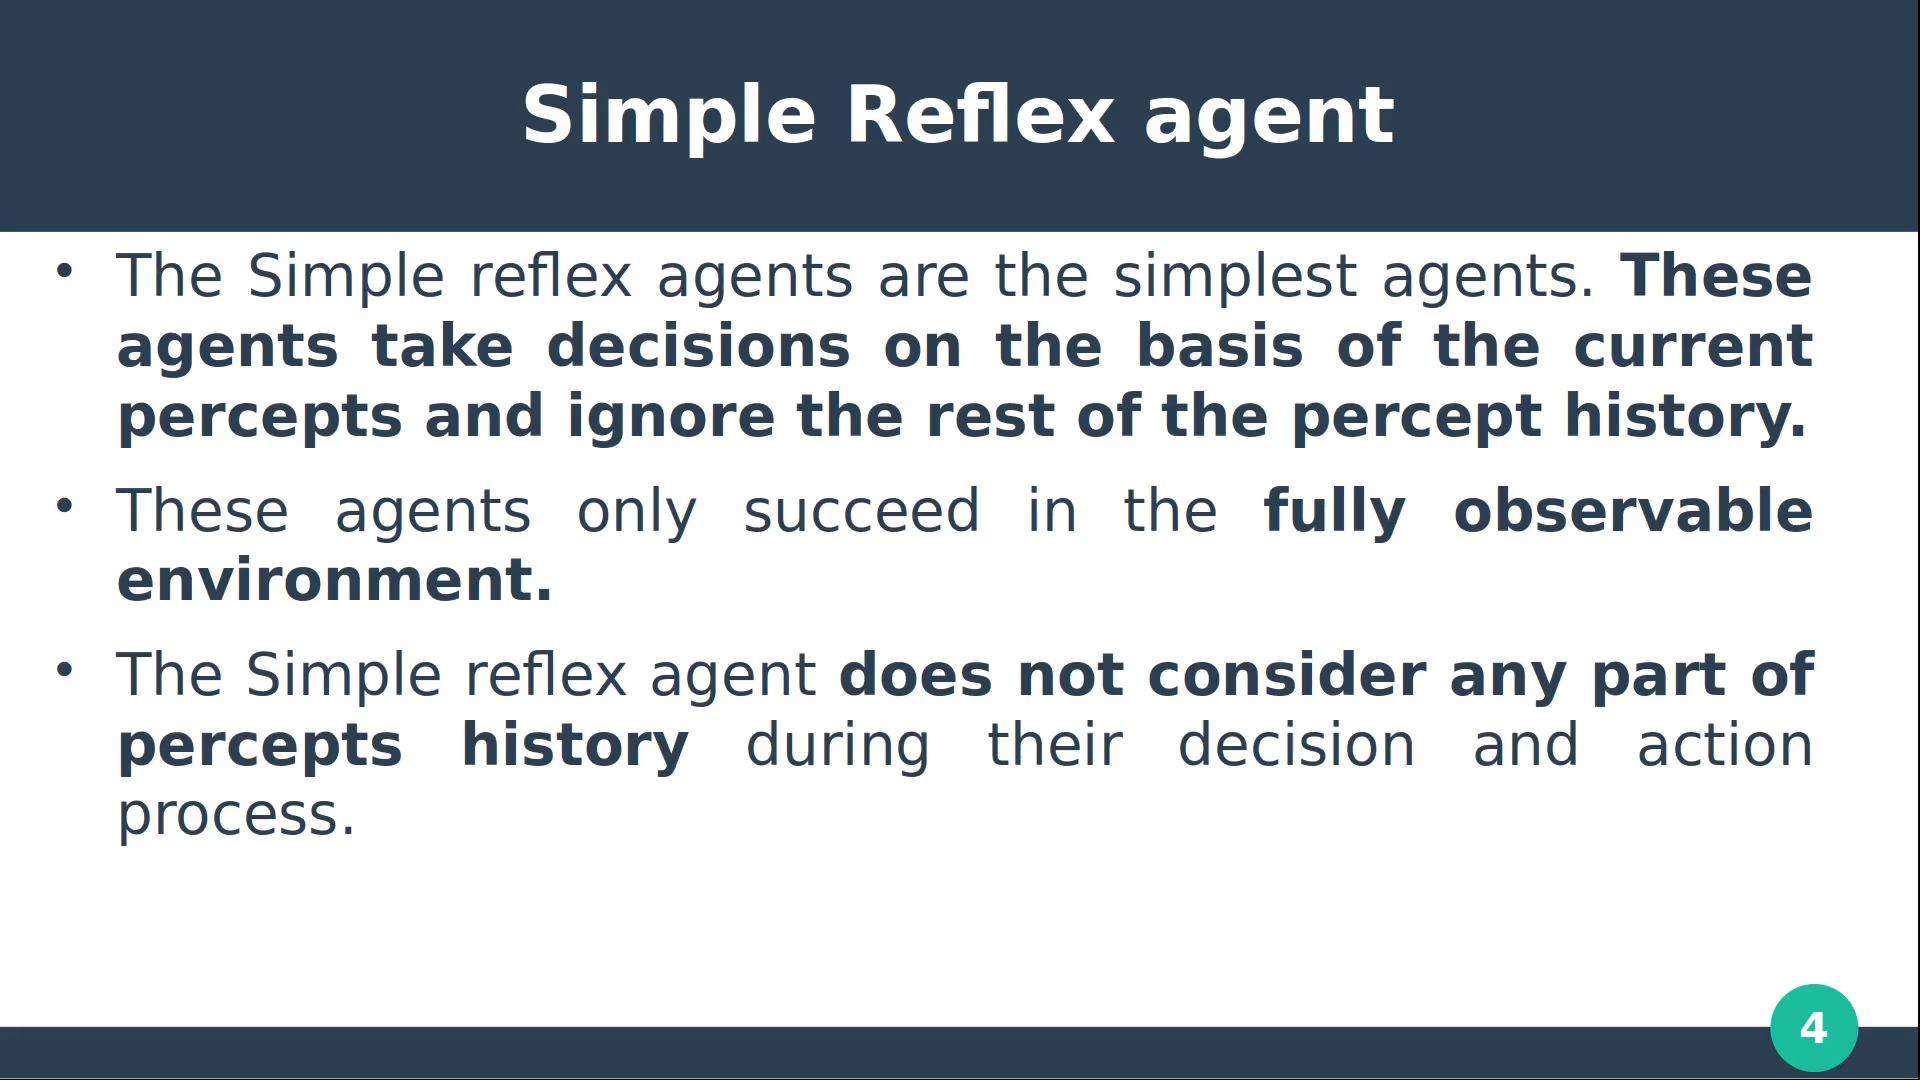 Simple Reflex agent
• The Simple reflex agents are the simplest agents. These
agents take decisions on the basis of the current
percepts and ignore the rest of the percept history.
• These agents only succeed in the fully observable
environment.
• The Simple reflex agent does not consider any part of
percepts history during their decision and action
process.
4